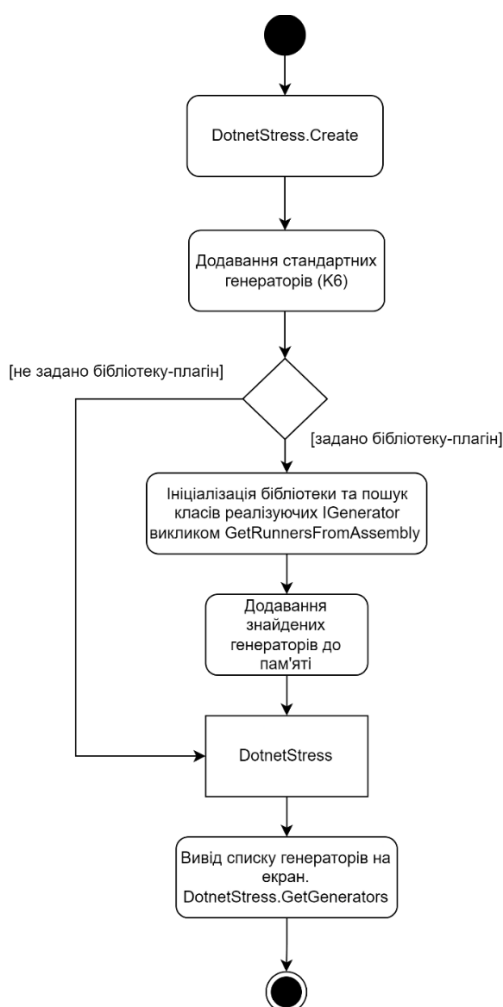 DotnetStress.Create
Додавання стандартних
генераторів (K6)
[не задано бібліотеку-плагін]
[задано бібліотеку-плагін]
Ініціалізація бібліотеки та пошук
класів реалізуючих IGenerator
викликом GetRunnersFromAssembly
Додавання
знайдених
генераторів до
пам'яті
DotnetStress
Вивід списку генераторів на
екран.
DotnetStress.GetGenerators